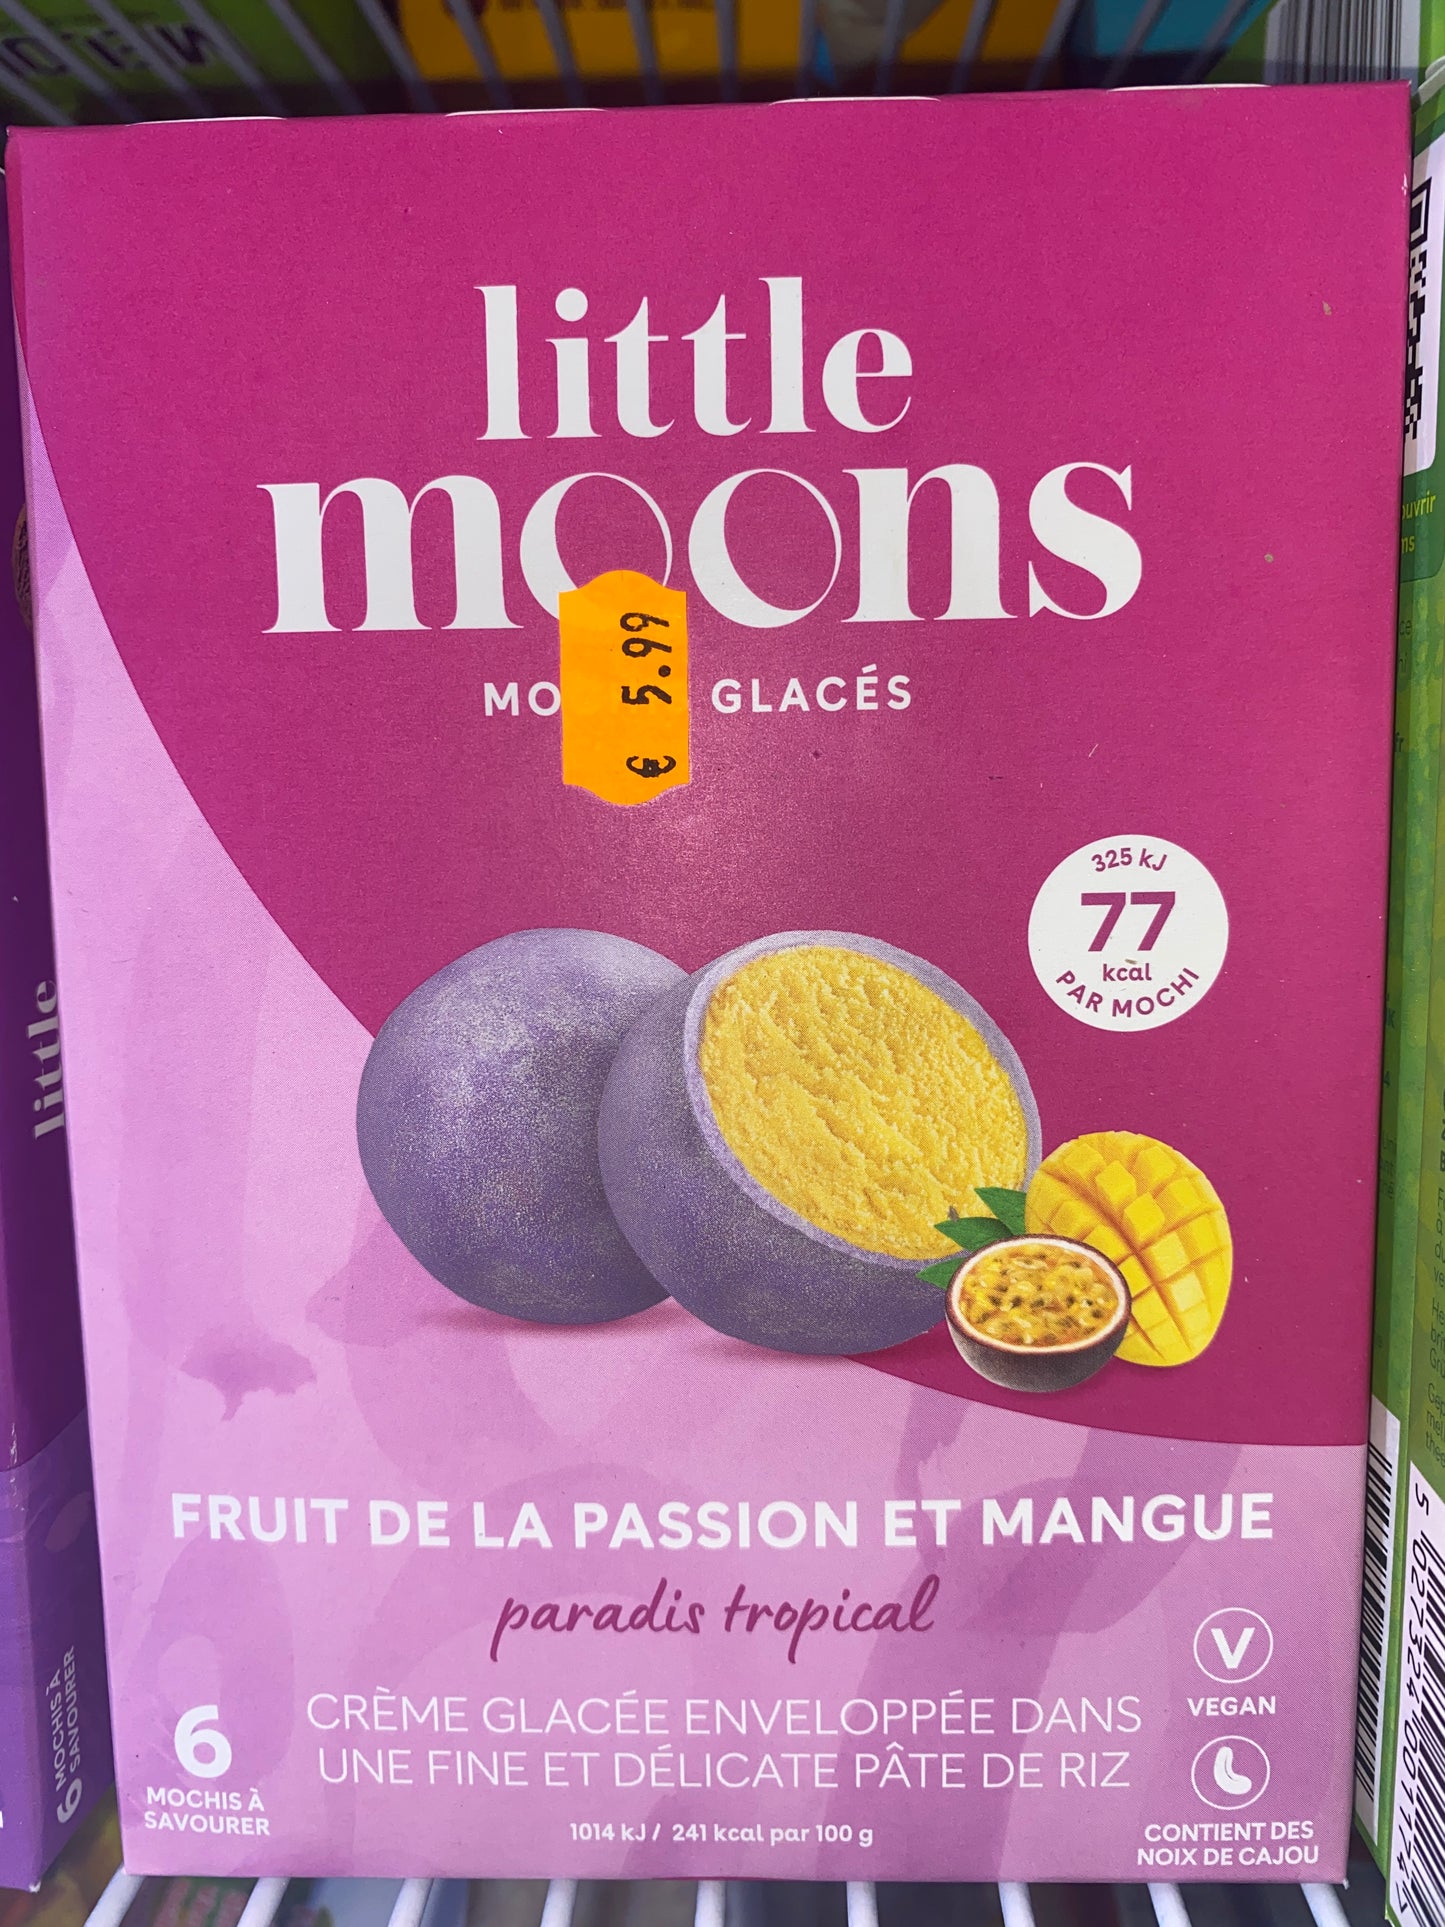 little
moons
MO GLACÉS
€ 5.99
325 kJ
77
kcal
PAR MOCHI
FRUIT DE LA PASSION ET MANGUE
paradis tropical
CRÈME GLACÉE ENVELOPPÉE DANS
UNE FINE ET DÉLICATE PÂTE DE RIZ
6
MOCHIS À
SAVOURER
1014 kJ / 241 kcal par 100 g
V
VEGAN
CONTIENT DES
NOIX DE CAJOU
little
6 MOCHIS À
SAVOURER